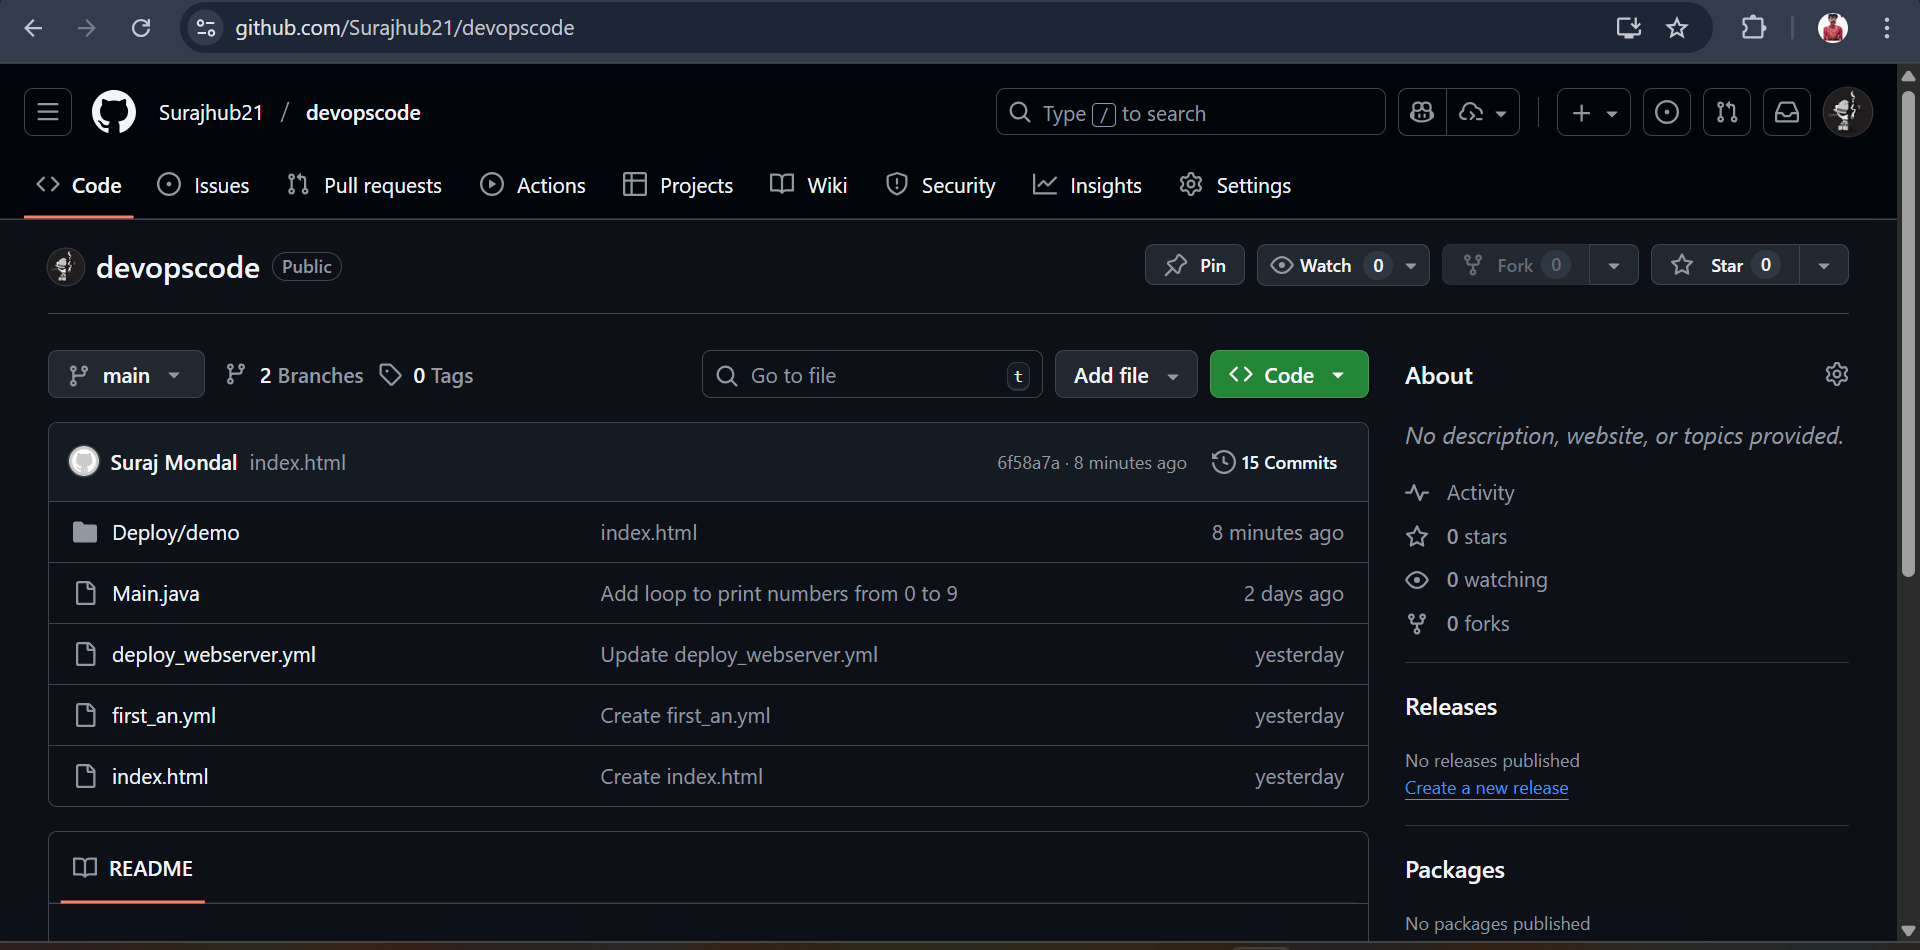 github.com/Surajhub21/devopscode
Surajhub21 / devopscode
Type / to search
Code Issues Pull requests Actions Projects Wiki Security Insights Settings
devopscode Public
Pin Watch 0 Fork 0 Star 0
main 2 Branches 0 Tags
Go to file t Add file Code
Suraj Mondal index.html 6f58a7a · 8 minutes ago 15 Commits
Deploy/demo index.html 8 minutes ago
Main.java Add loop to print numbers from 0 to 9 2 days ago
deploy_webserver.yml Update deploy_webserver.yml yesterday
first_an.yml Create first_an.yml yesterday
index.html Create index.html yesterday
README
About
No description, website, or topics provided.
Activity
0 stars
0 watching
0 forks
Releases
No releases published
Create a new release
Packages
No packages published